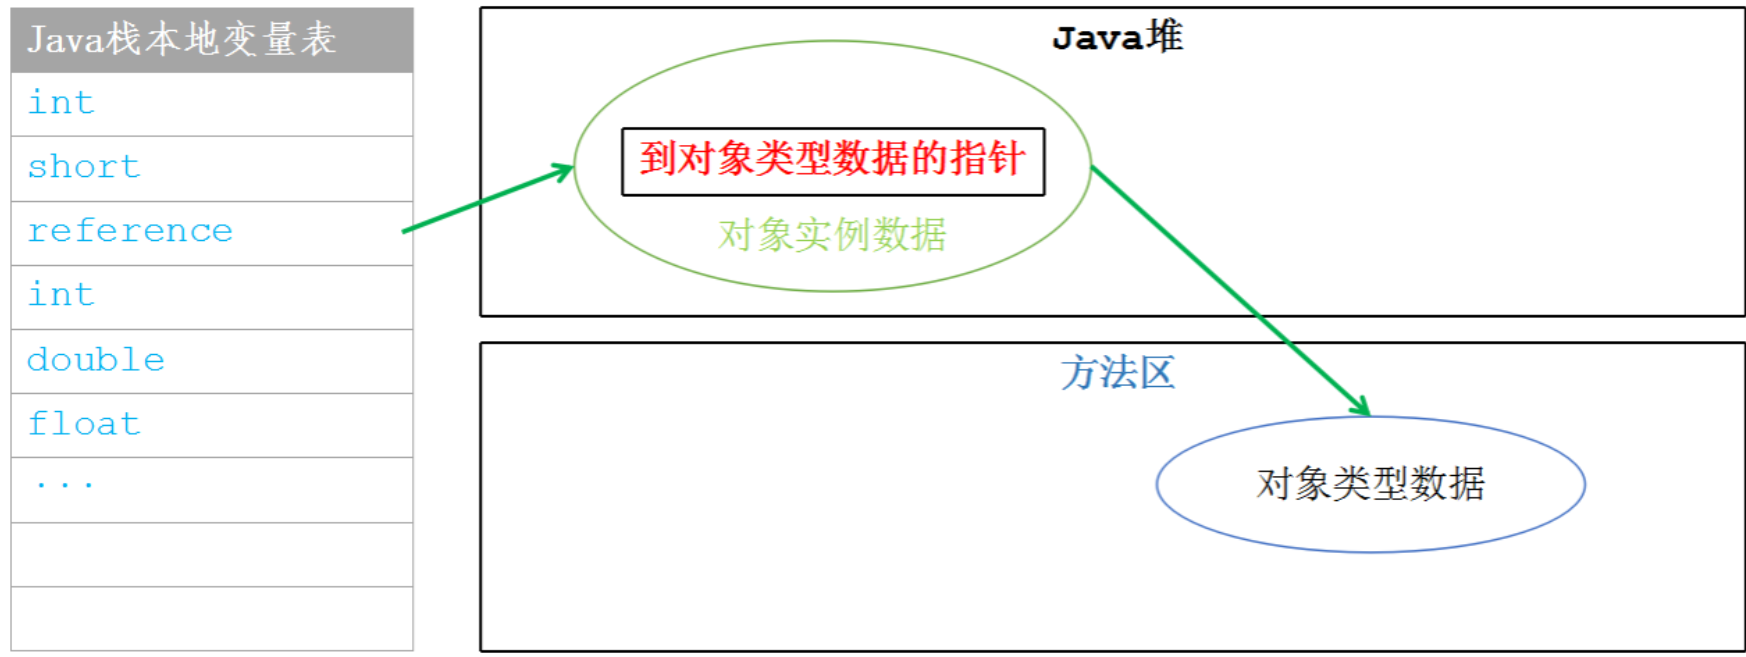 Java栈本地变量表
int
short
reference
int
double
float
...
Java堆
到对象类型数据的指针
对象实例数据
方法区
对象类型数据